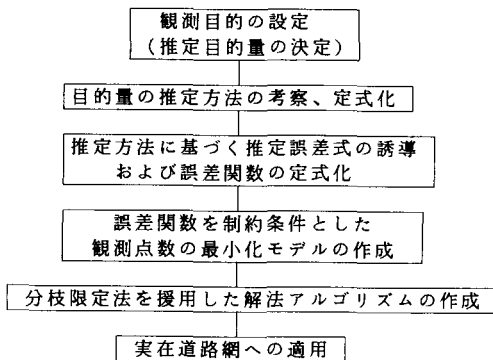 観測目的の設定
(推定目的量の決定)
目的量の推定方法の考察、定式化
推定方法に基づく推定誤差式の誘導
および誤差関数の定式化
誤差関数を制約条件とした
観測点数の最小化モデルの作成
分枝限定法を援用した解法アルゴリズムの作成
実在道路網への適用